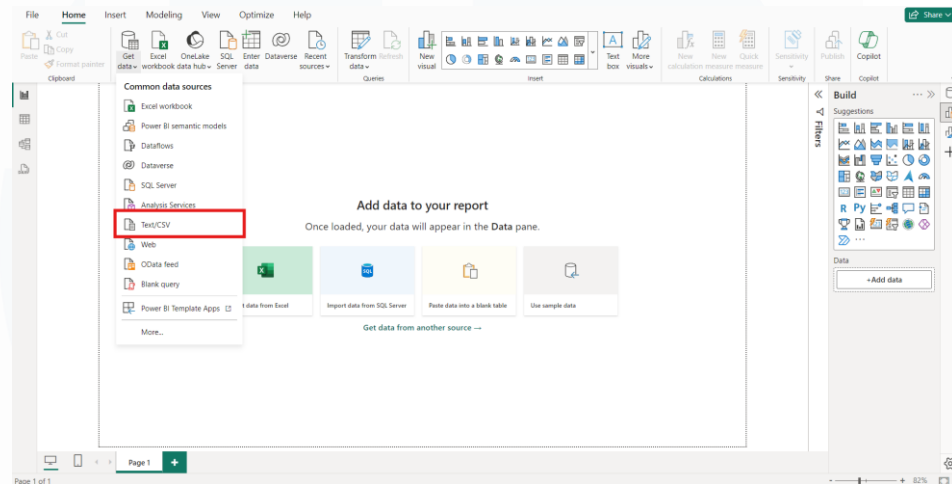 File Home Insert Modeling View Optimize Help
Share
Paste
Cut
Copy
Format painter
Clipboard
Get data
Excel workbook
OneLake data hub
SQL Server
Enter data
Dataverse
Recent sources
Transform data
Refresh
Queries
New visual
Text box
More visuals
Insert
New calculation
New measure
Quick measure
Calculations
Sensitivity
Sensitivity
Publish
Share
Copilot
Copilot
Common data sources
Excel workbook
Power BI semantic models
Dataflows
Dataverse
SQL Server
Analysis Services
Text/CSV
Web
OData feed
Blank query
Power BI Template Apps
More...
Add data to your report
Once loaded, your data will appear in the Data pane.
t data from Excel
Import data from SQL Server
Paste data into a blank table
Use sample data
Get data from another source →
Filters
Build
Suggestions
R Py
Data
+Add data
Page 1
Page 1 of 1
82%